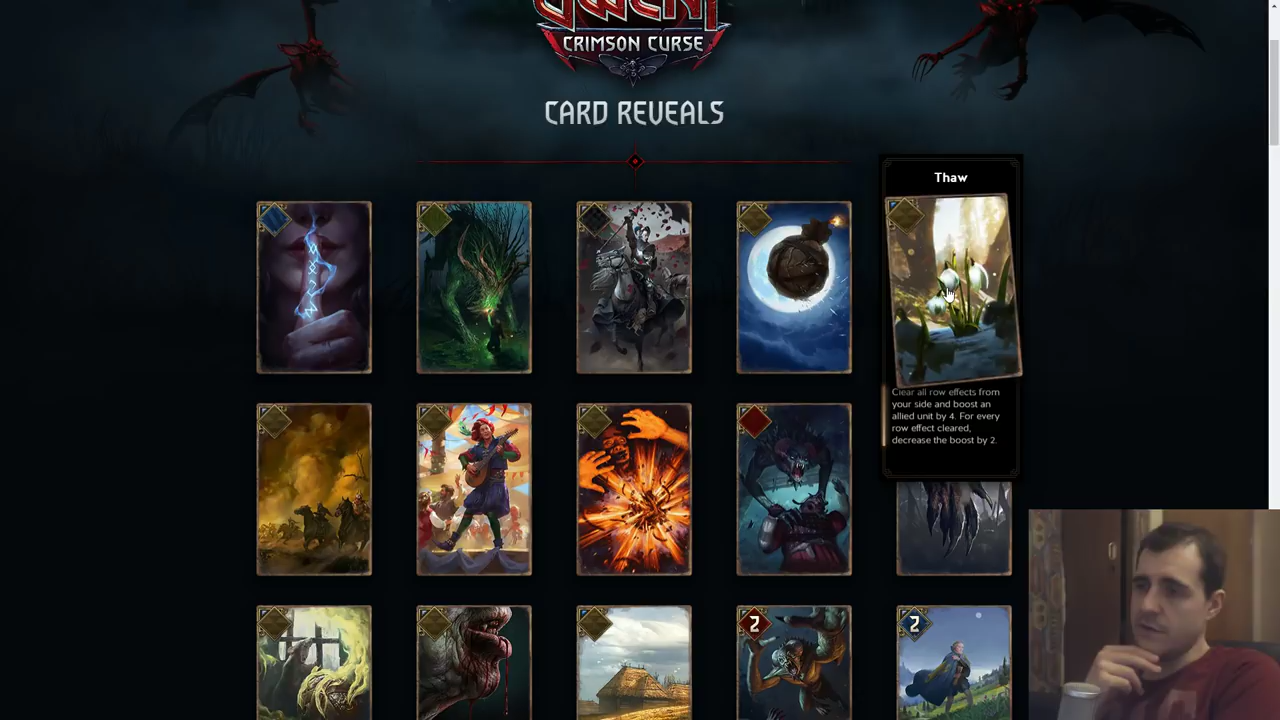 GWENT
CRIMSON CURSE
CARD REVEALS
Thaw
Clear all row effects from
your side and boost an
allied unit by 4. For every
row effect cleared,
decrease the boost by 2.
2
2